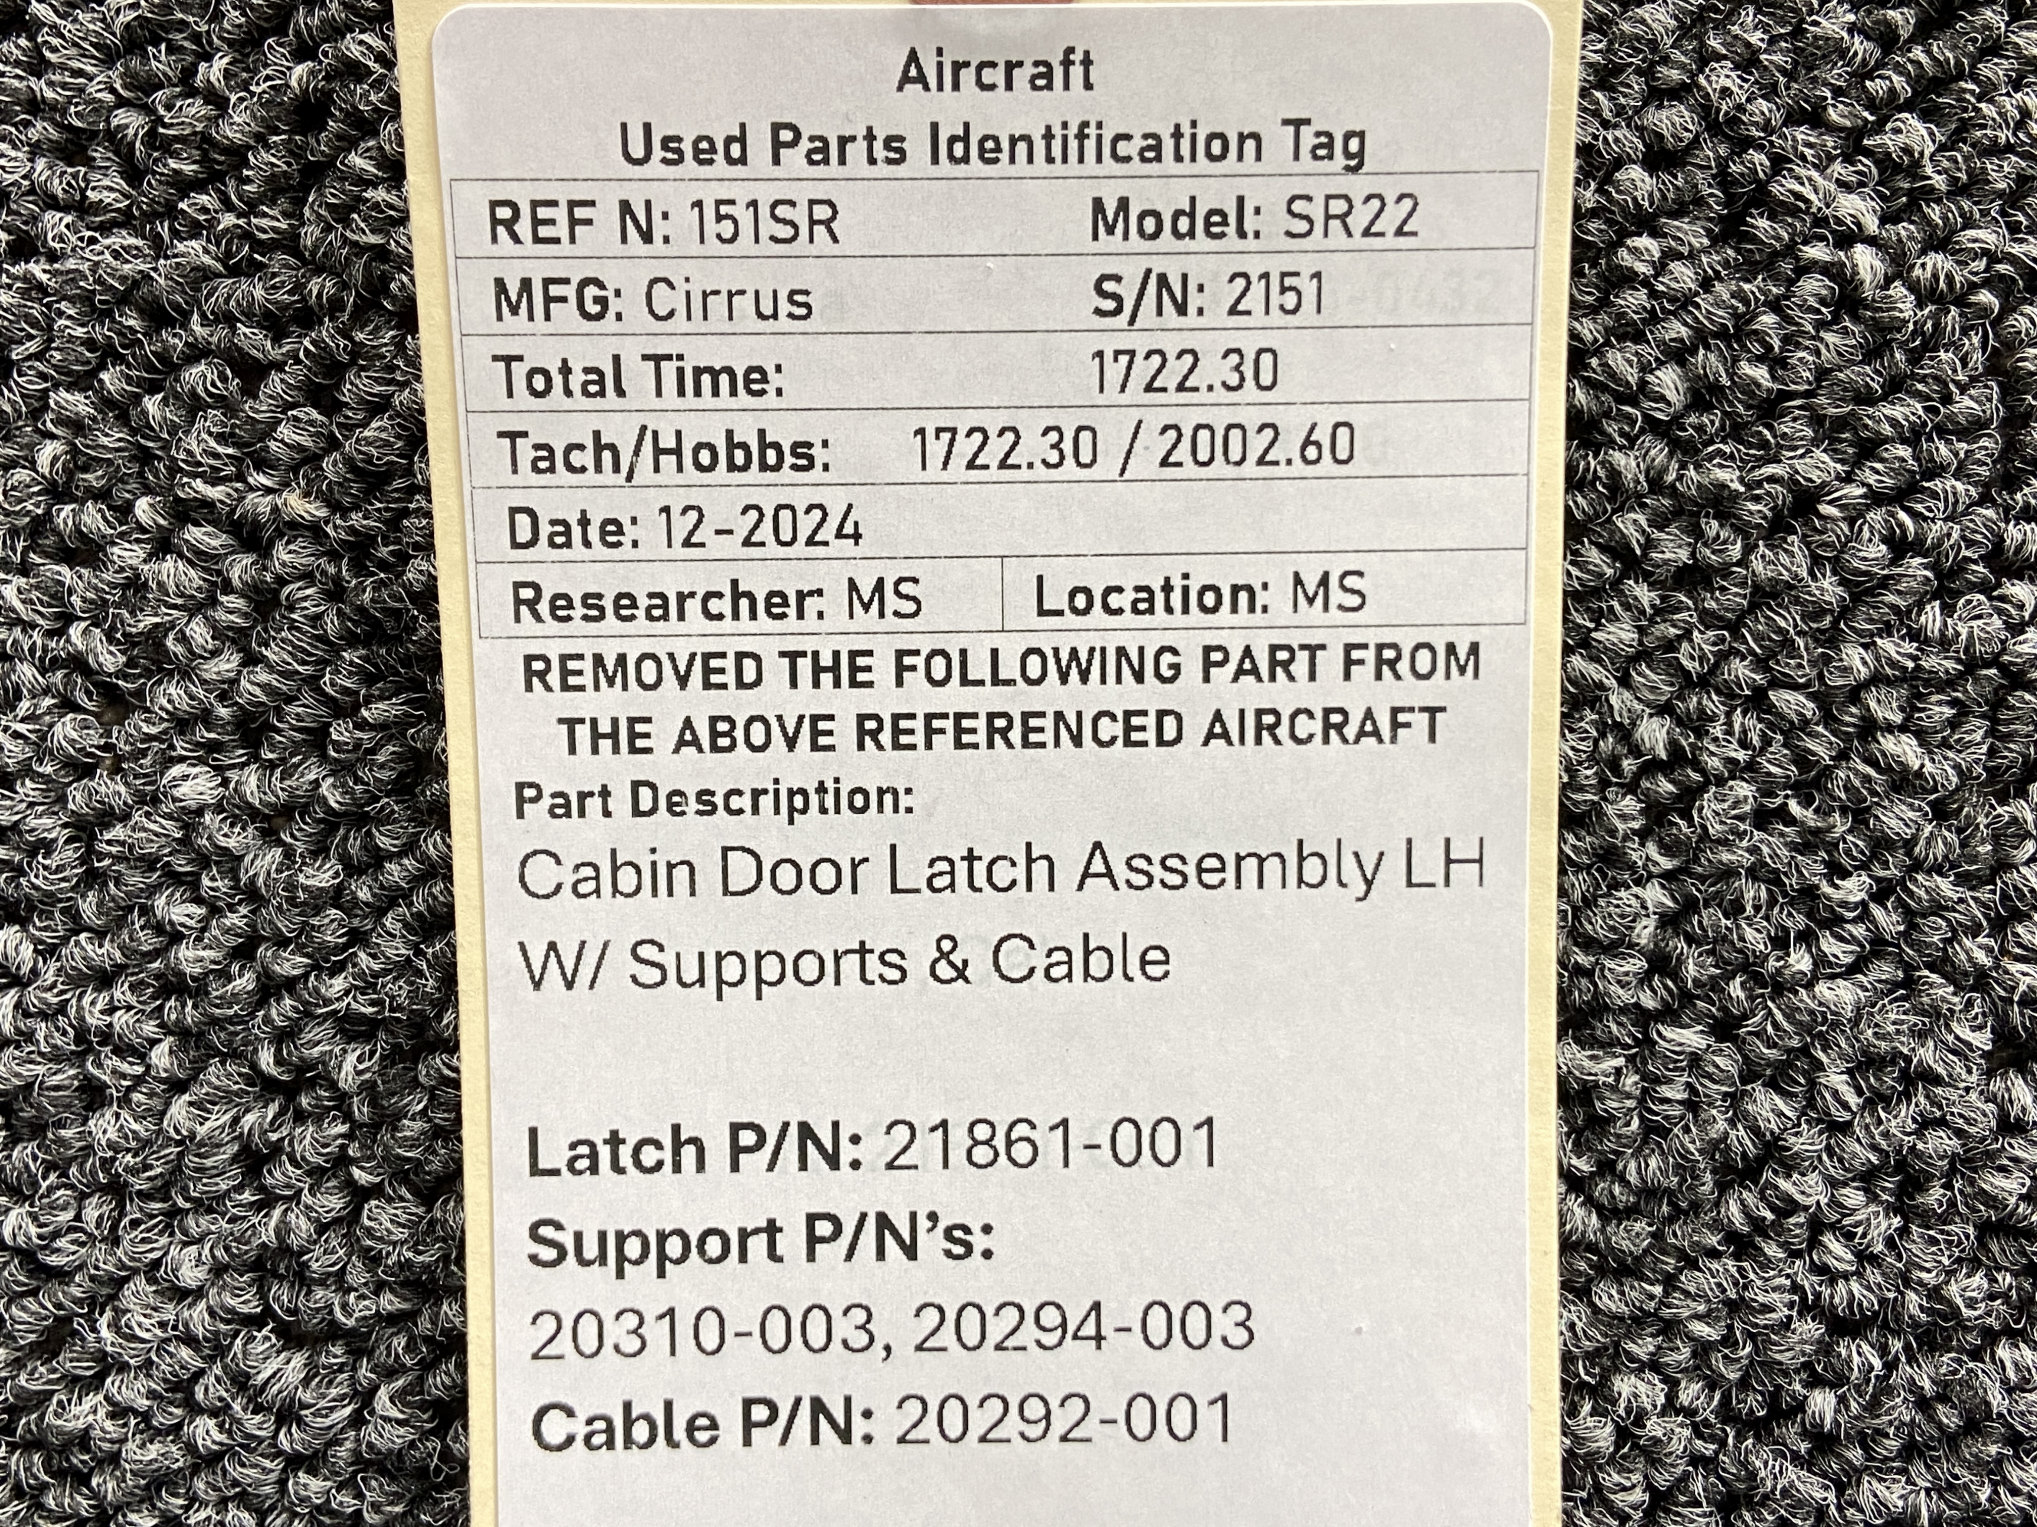 Aircraft
Used Parts Identification Tag
REF N: 151SR Model: SR22
MFG: Cirrus S/N: 2151
Total Time: 1722.30
Tach/Hobbs: 1722.30 / 2002.60
Date: 12-2024
Researcher: MS Location: MS
REMOVED THE FOLLOWING PART FROM
THE ABOVE REFERENCED AIRCRAFT
Part Description:
Cabin Door Latch Assembly LH
W/ Supports & Cable
Latch P/N: 21861-001
Support P/N's:
20310-003, 20294-003
Cable P/N: 20292-001